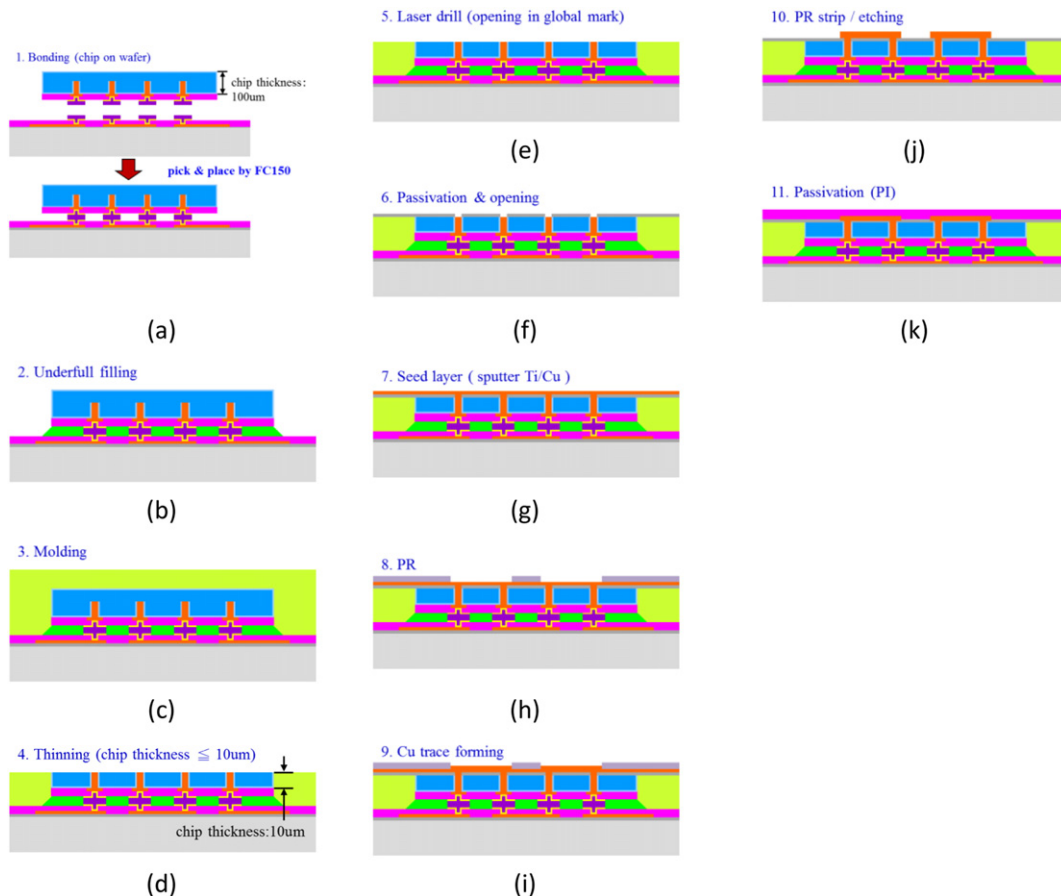 1. Bonding (chip on wafer)
chip thickness:
100um
pick & place by FC150
(a)
2. Underfull filling
(b)
3. Molding
(c)
4. Thinning (chip thickness ≦ 10um)
chip thickness:10um
(d)
5. Laser drill (opening in global mark)
(e)
6. Passivation & opening
(f)
7. Seed layer ( sputter Ti/Cu )
(g)
8. PR
(h)
9. Cu trace forming
(i)
10. PR strip / etching
(j)
11. Passivation (PI)
(k)